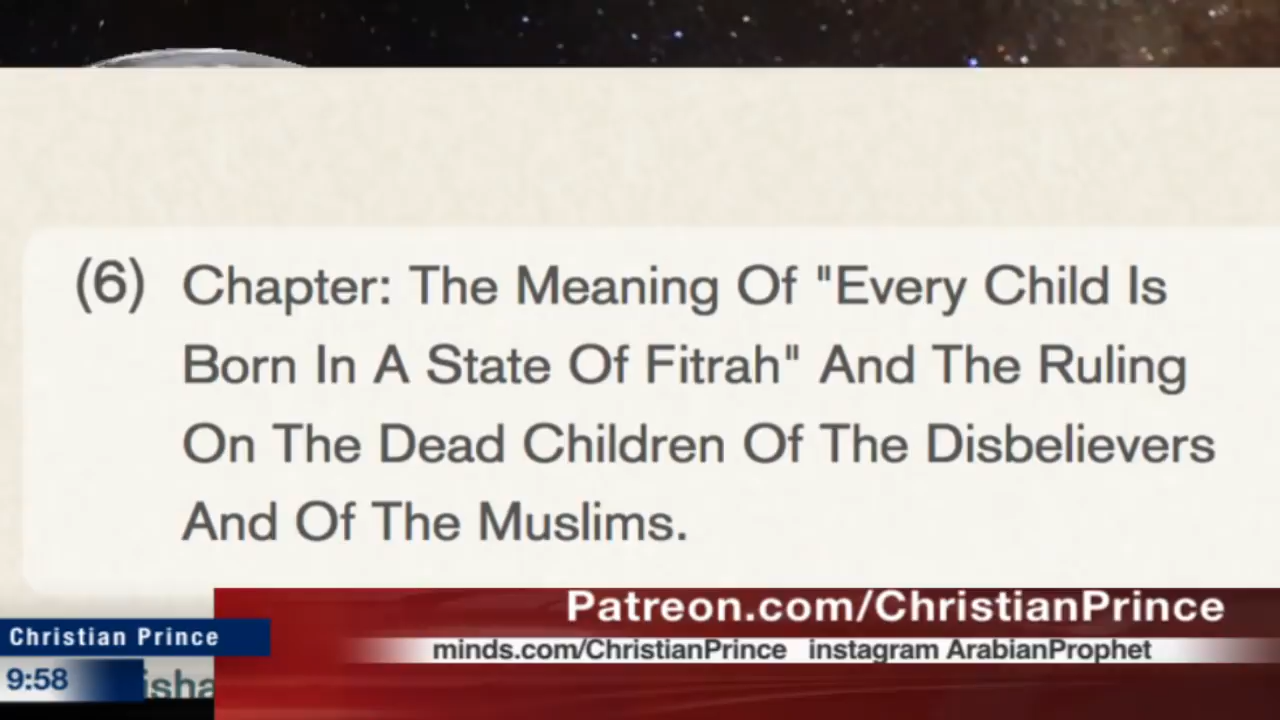 (6) Chapter: The Meaning Of "Every Child Is
Born In A State Of Fitrah" And The Ruling
On The Dead Children Of The Disbelievers
And Of The Muslims.
Patreon.com/ChristianPrince
Christian Prince
minds.com/ChristianPrince instagram ArabianProphet
9:58